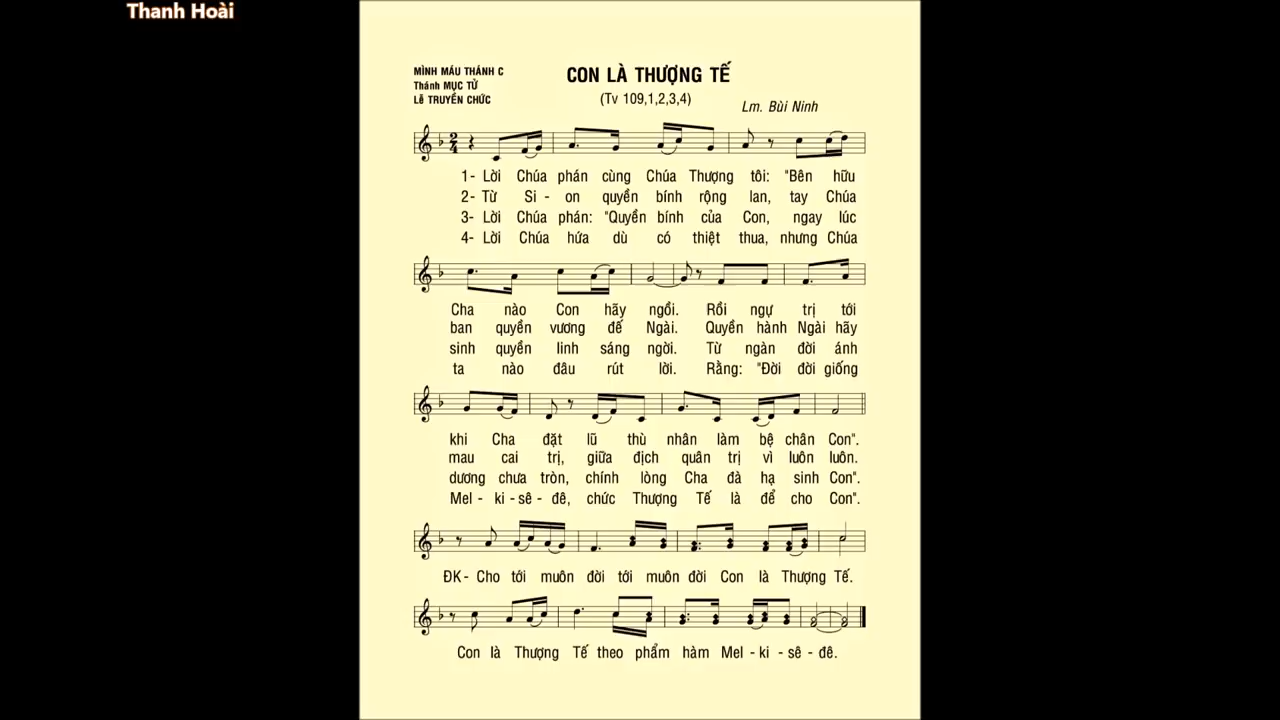 Thanh Hoài
MÌNH MÁU THÁNH C
Thánh MỤC TỬ
Lễ TRUYỀN CHỨC
CON LÀ THƯỢNG TẾ
(Tv 109,1,2,3,4)
Lm. Bùi Ninh
2
4
1- Lời Chúa phán cùng Chúa Thượng tôi: "Bên hữu
2- Từ Si - on quyền bính rộng lan, tay Chúa
3- Lời Chúa phán: "Quyền bính của Con, ngay lúc
4- Lời Chúa hứa dù có thiệt thua, nhưng Chúa
Cha nào Con hãy ngồi. Rồi ngự trị tới
ban quyền vương đế Ngài. Quyền hành Ngài hãy
sinh quyền linh sáng ngời. Từ ngàn đời ánh
ta nào đâu rút lời. Rằng: "Đời đời giống
khi Cha đặt lũ thù nhân làm bệ chân Con".
mau cai trị, giữa địch quân trị vì luôn luôn.
dương chưa tròn, chính lòng Cha đà hạ sinh Con".
Mel - ki - sê - đê, chức Thượng Tế là để cho Con".
ĐK- Cho tới muôn đời tới muôn đời Con là Thượng Tế.
Con là Thượng Tế theo phẩm hàm Mel - ki - sê - đê.